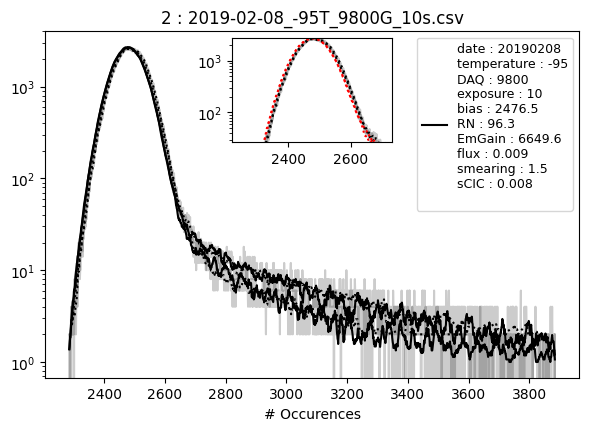 2 : 2019-02-08_-95T_9800G_10s.csv
date : 20190208
temperature : -95
DAQ : 9800
exposure : 10
bias : 2476.5
RN : 96.3
EmGain : 6649.6
flux : 0.009
smearing : 1.5
sCIC : 0.008
10³
10²
2400 2600
10³
10²
10¹
10⁰
2400 2600 2800 3000 3200 3400 3600 3800
# Occurences